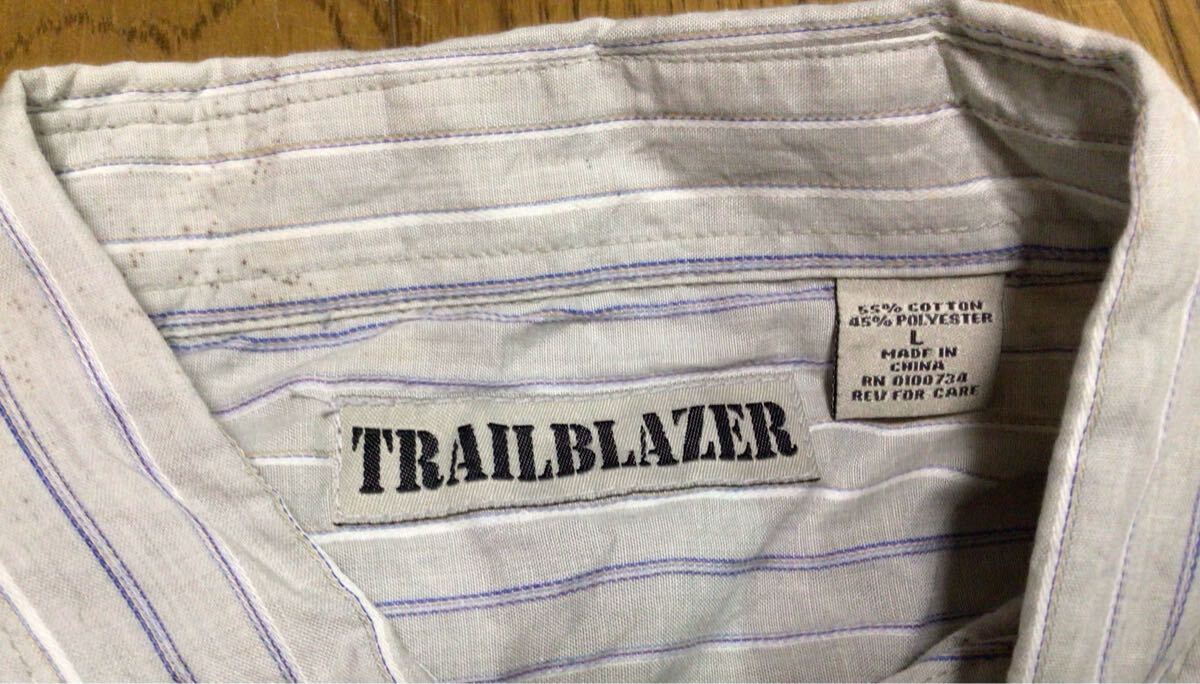 55% COTTON
45% POLYESTER
L
MADE IN
CHINA
RN 0100734
REV FOR CARE
TRAILBLAZER